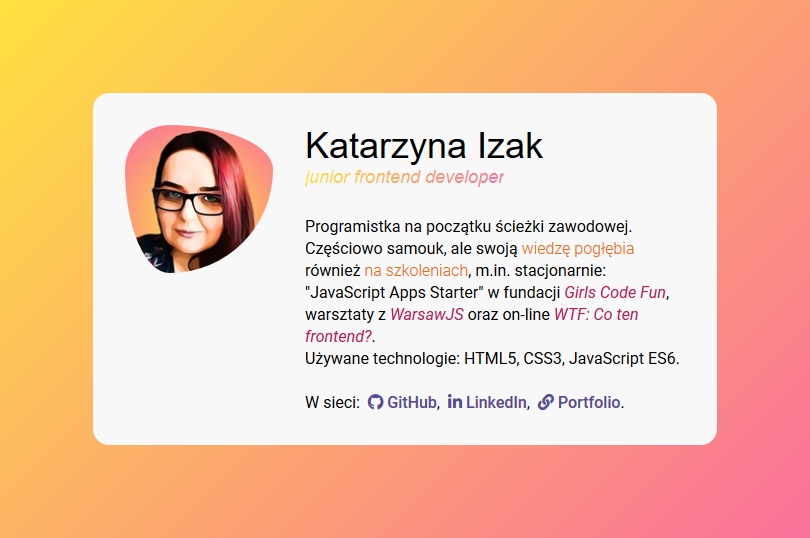 Katarzyna Izak
junior frontend developer
Programistka na początku ścieżki zawodowej.
Częściowo samouk, ale swoją wiedzę pogłębia
również na szkoleniach, m.in. stacjonarnie:
"JavaScript Apps Starter" w fundacji Girls Code Fun,
warsztaty z WarsawJS oraz on-line WTF: Co ten
frontend?.
Używane technologie: HTML5, CSS3, JavaScript ES6.
W sieci: GitHub, LinkedIn, Portfolio.